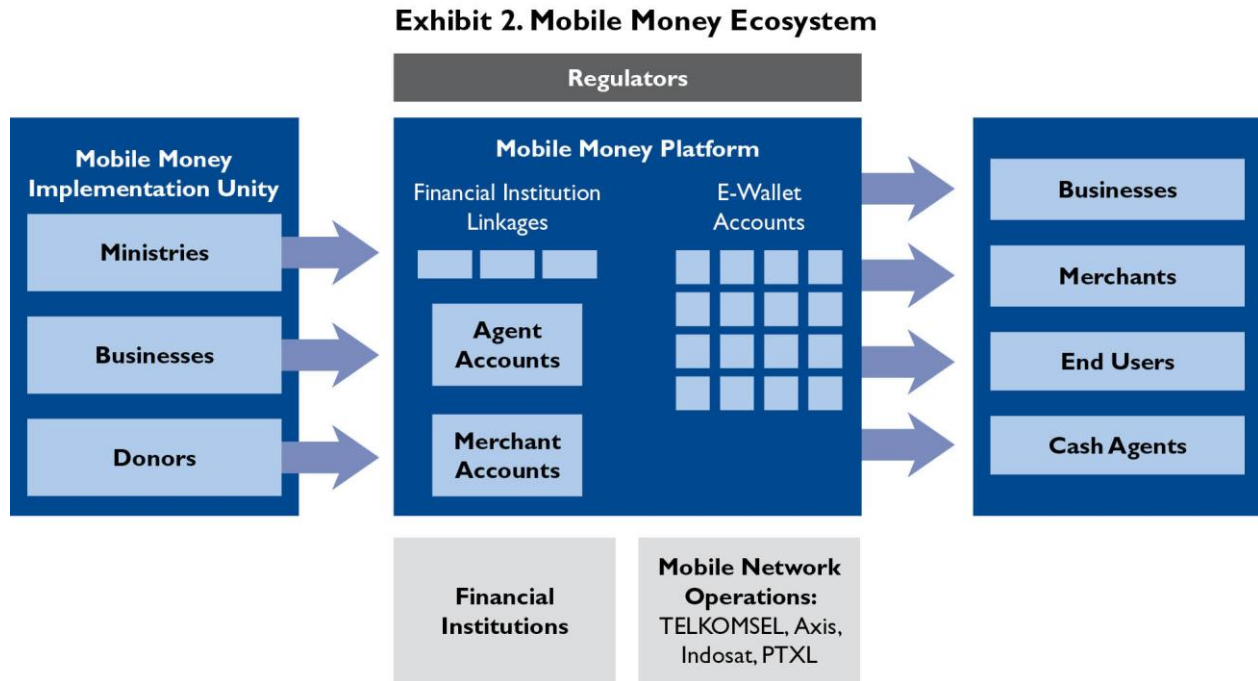 Exhibit 2. Mobile Money Ecosystem
Regulators
Mobile Money
Implementation Unity
Ministries
Businesses
Donors
Mobile Money Platform
Financial Institution
Linkages
E-Wallet
Accounts
Agent
Accounts
Merchant
Accounts
Businesses
Merchants
End Users
Cash Agents
Financial
Institutions
Mobile Network
Operations:
TELKOMSEL, Axis,
Indosat, PTXL